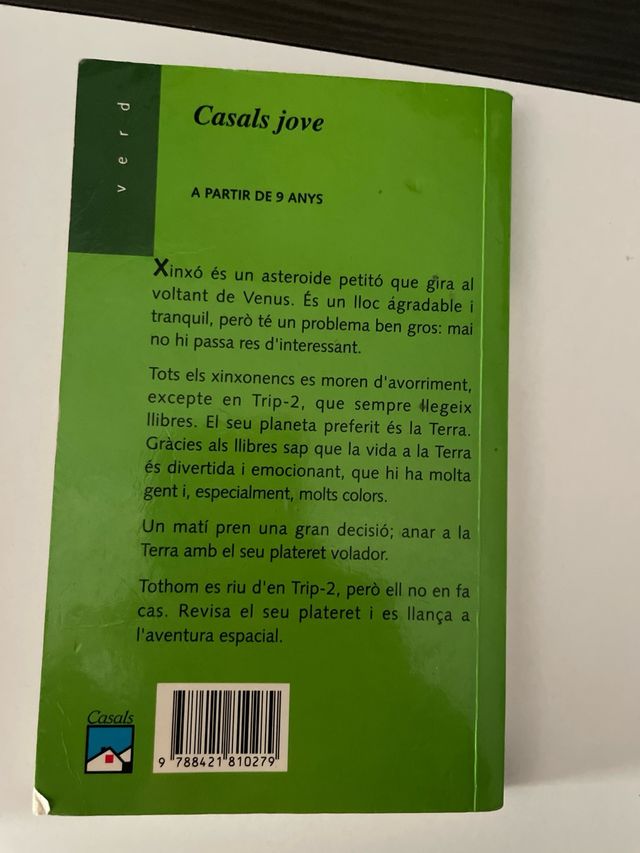 verd
Casals jove
A PARTIR DE 9 ANYS
Xinxó és un asteroide petitó que gira al
voltant de Venus. És un lloc ágradable i
tranquil, però té un problema ben gros: mai
no hi passa res d'interessant.
Tots els xinxonencs es moren d'avorriment,
excepte en Trip-2, que sempre llegeix
llibres. El seu planeta preferit és la Terra.
Gràcies als llibres sap que la vida a la Terra
és divertida i emocionant, que hi ha molta
gent i, especialment, molts colors.
Un matí pren una gran decisió; anar a la
Terra amb el seu plateret volador.
Tothom es riu d'en Trip-2, però ell no en fa
cas. Revisa el seu plateret i es llança a
l'aventura espacial.
Casals
9 788421 810279